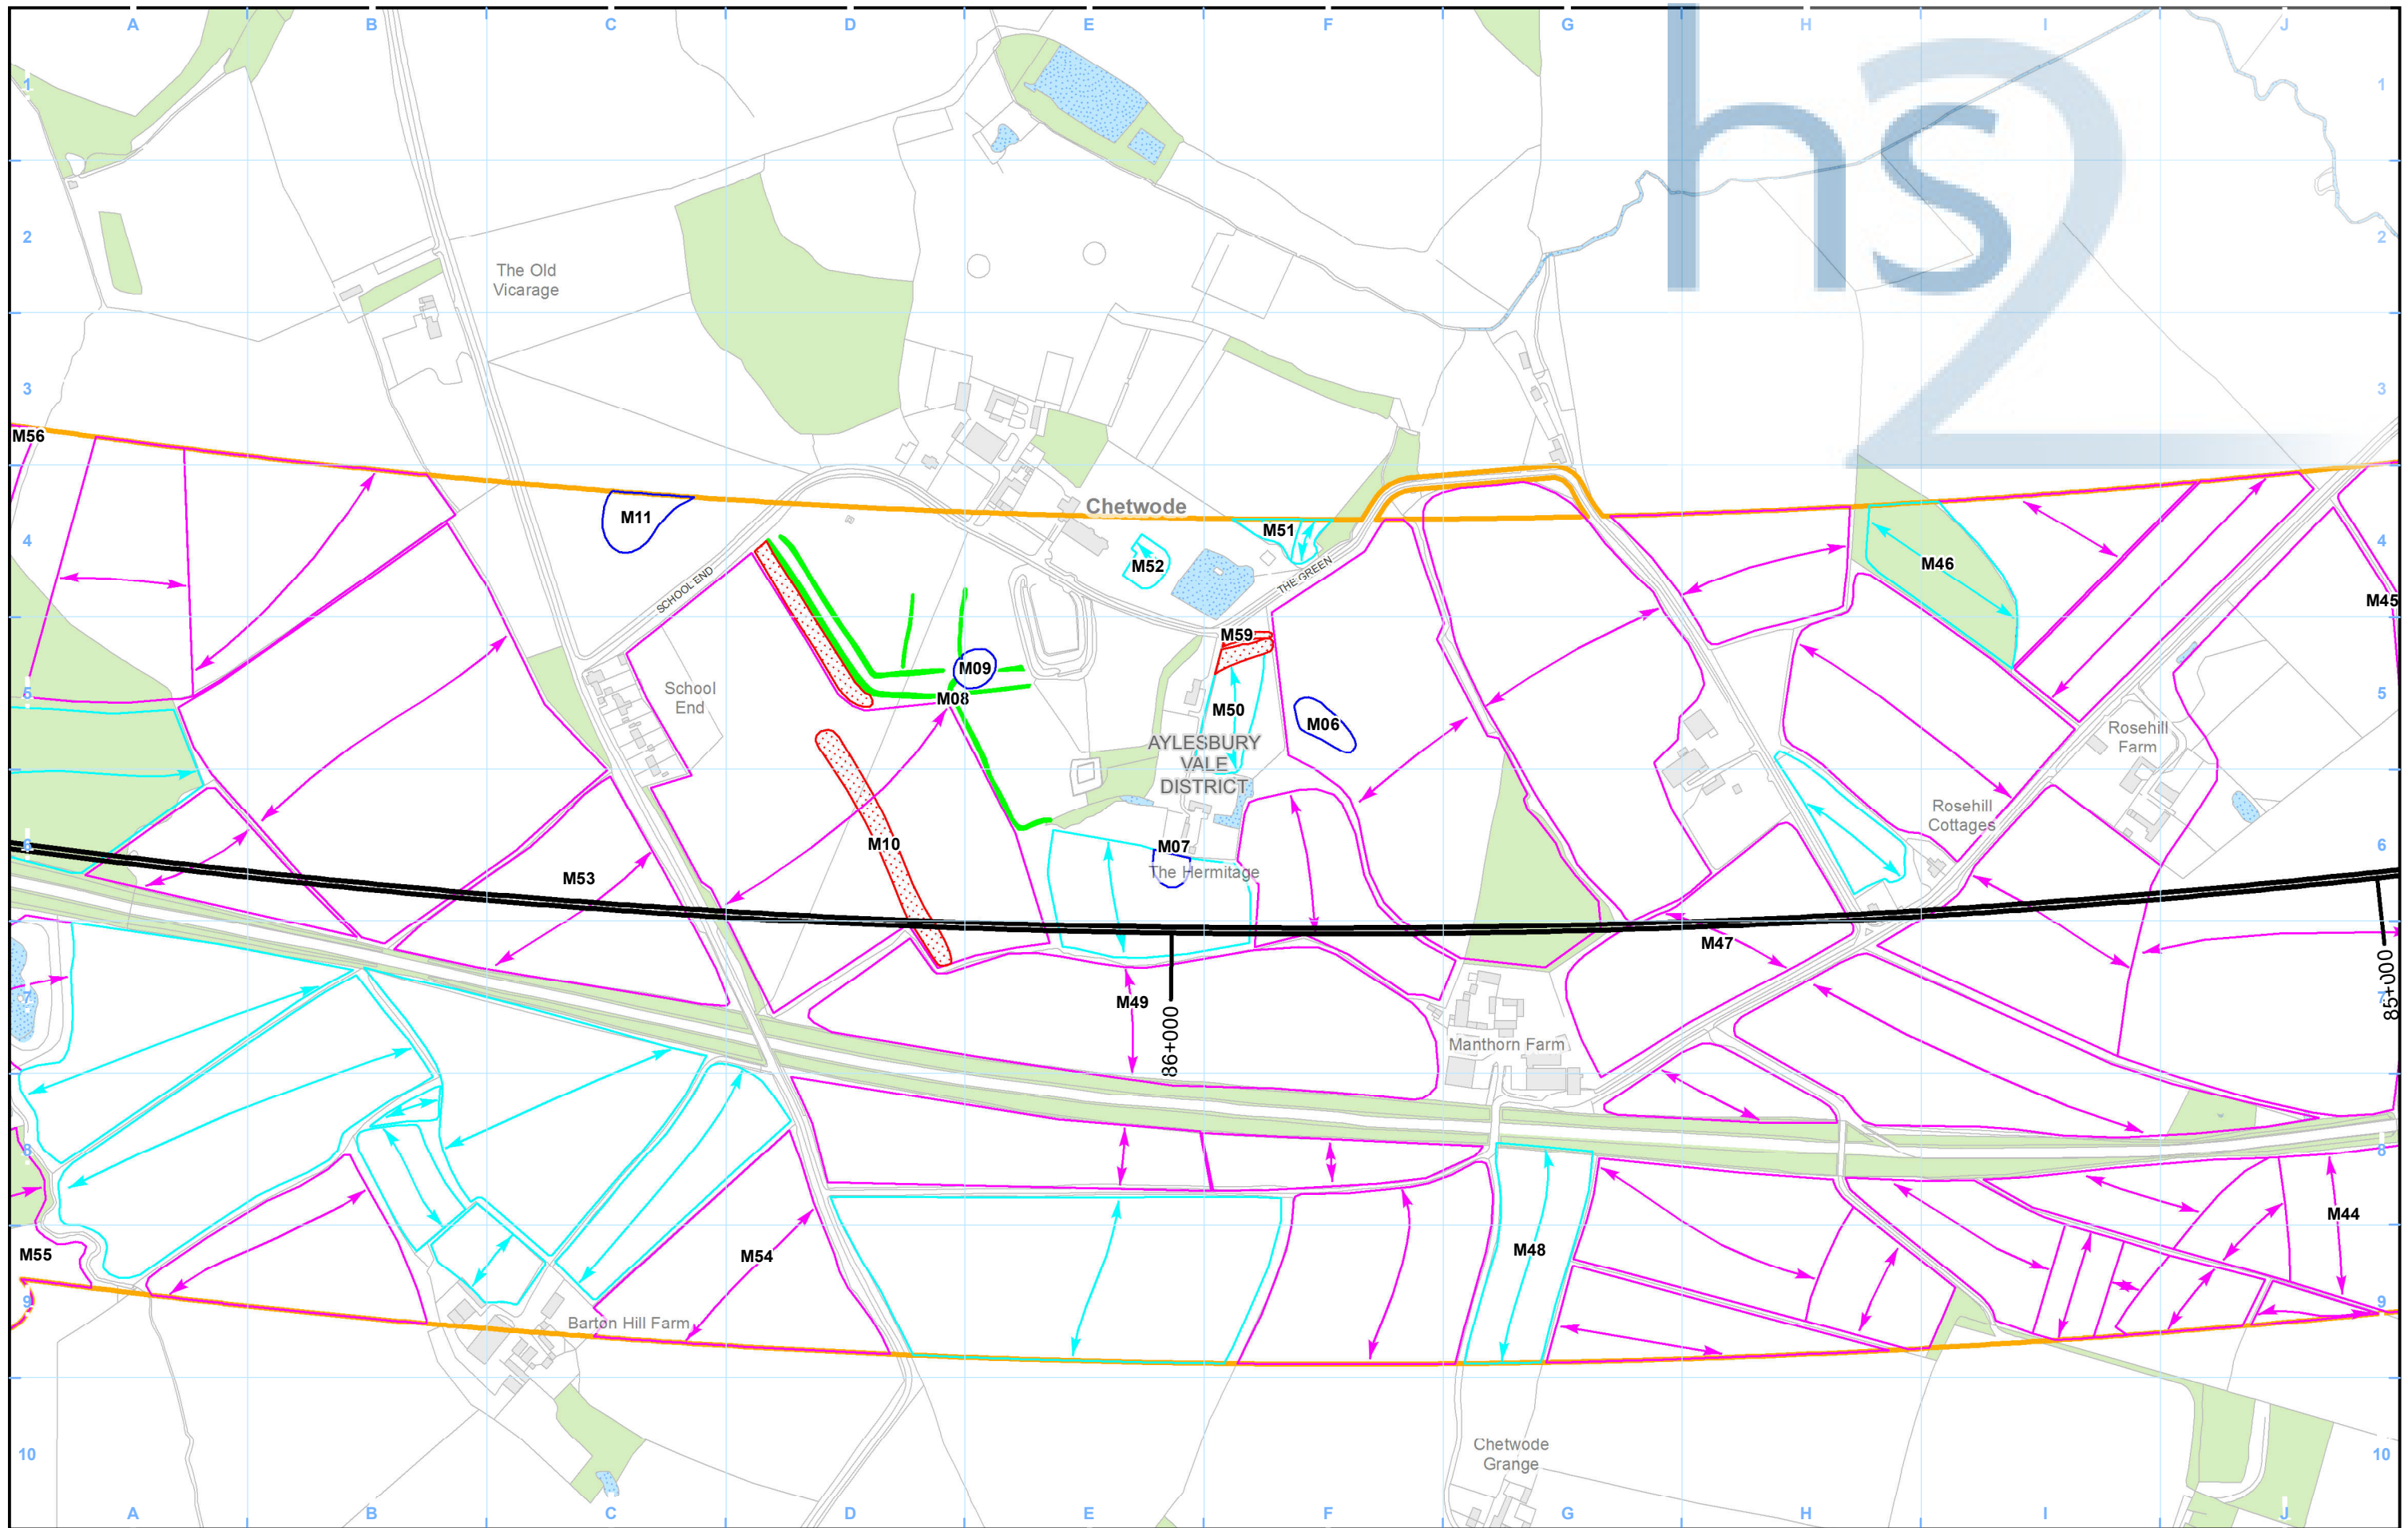 A B C D E F G H I J
hs2
1 1
2 2
The Old
Vicarage
3 3
M56
Chetwode
M11
M51
4 4
M52
M46
SCHOOL END
THE GREEN
M45
M59
M09
5 5
School
End
M08
M50
M06
Rosehill
Farm
AYLESBURY
VALE
DISTRICT
Rosehill
Cottages
6 6
M10
M07
The Hermitage
M53
M47
7 7
M49
86+000
85+000
Manthorn Farm
8 8
M44
M55
M54
M48
9 9
Barton Hill Farm
10 10
Chetwode
Grange
A B C D E F G H I J